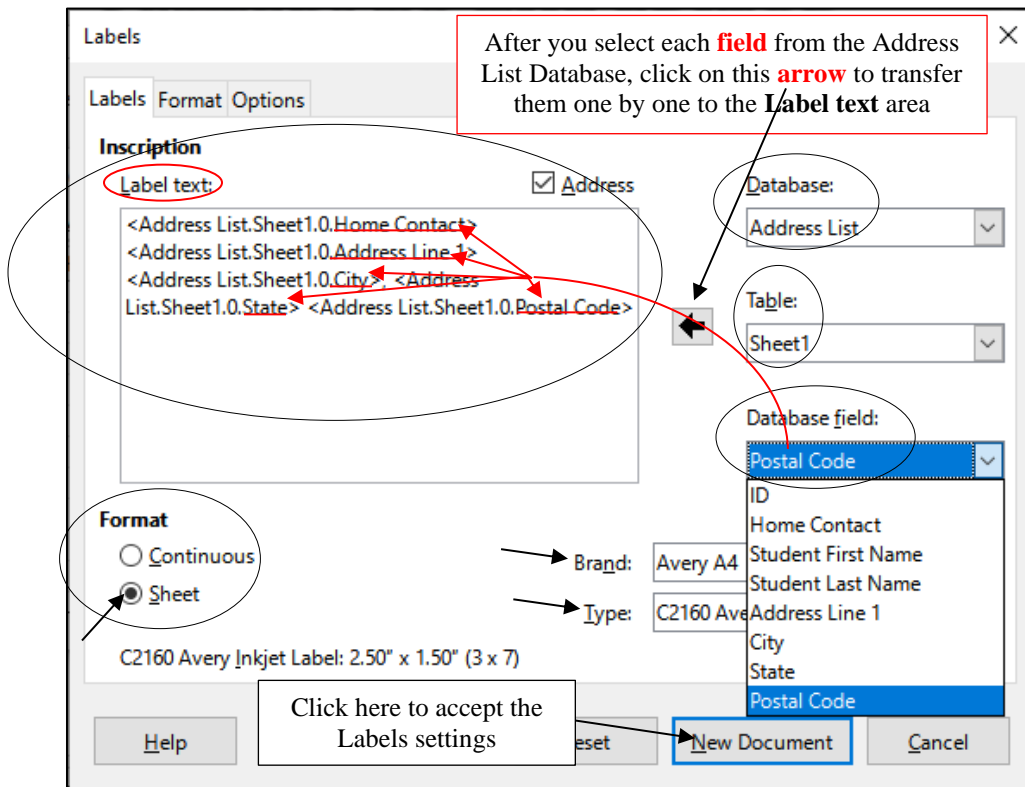 Labels
After you select each field from the Address
List Database, click on this arrow to transfer
them one by one to the Label text area
Labels Format Options
Inscription
Label text:
Address
<Address List.Sheet1.0.Home Contact>
<Address List.Sheet1.0.Address Line 1>
<Address List.Sheet1.0.City>, <Address
List.Sheet1.0.State> <Address List.Sheet1.0.Postal Code>
Database:
Address List
Table:
Sheet1
Database field:
Postal Code
ID
Home Contact
Student First Name
Student Last Name
Address Line 1
City
State
Postal Code
Format
Continuous
Sheet
Brand:
Avery A4
Type:
C2160 Ave
C2160 Avery Inkjet Label: 2.50" x 1.50" (3 x 7)
Click here to accept the
Labels settings
Help
eset
New Document
Cancel